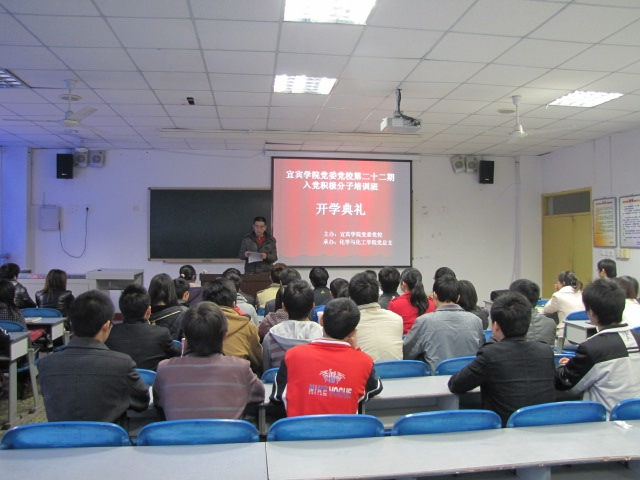 宜宾学院党委党校第二十二期
入党积极分子培训班
开学典礼
主办：宜宾学院党委党校
承办：化学与化工学院党总支
NIKE